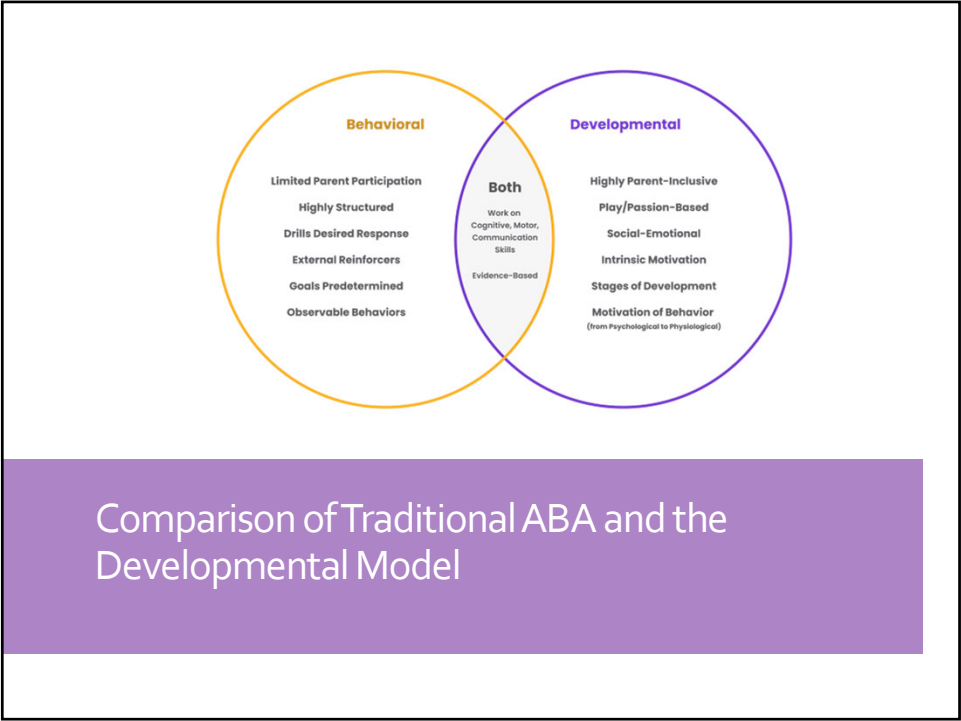 Behavioral
Limited Parent Participation
Highly Structured
Drills Desired Response
External Reinforcers
Goals Predetermined
Observable Behaviors
Both
Work on
Cognitive, Motor,
Communication
Skills
Evidence-Based
Developmental
Highly Parent-Inclusive
Play/Passion-Based
Social-Emotional
Intrinsic Motivation
Stages of Development
Motivation of Behavior
(from Psychological to Physiological)
Comparison of Traditional ABA and the
Developmental Model